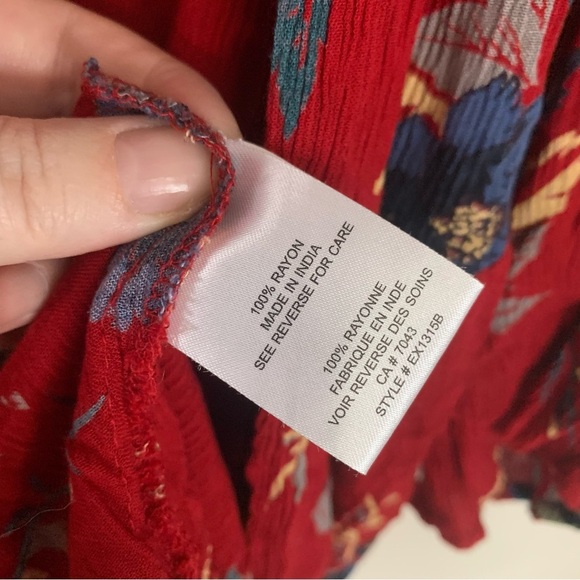 100% RAYON
MADE IN INDIA
SEE REVERSE FOR CARE
100% RAYONNE
FABRIQUE EN INDE
VOIR REVERSE DES SOINS
CA # 7043
STYLE # EX1315B